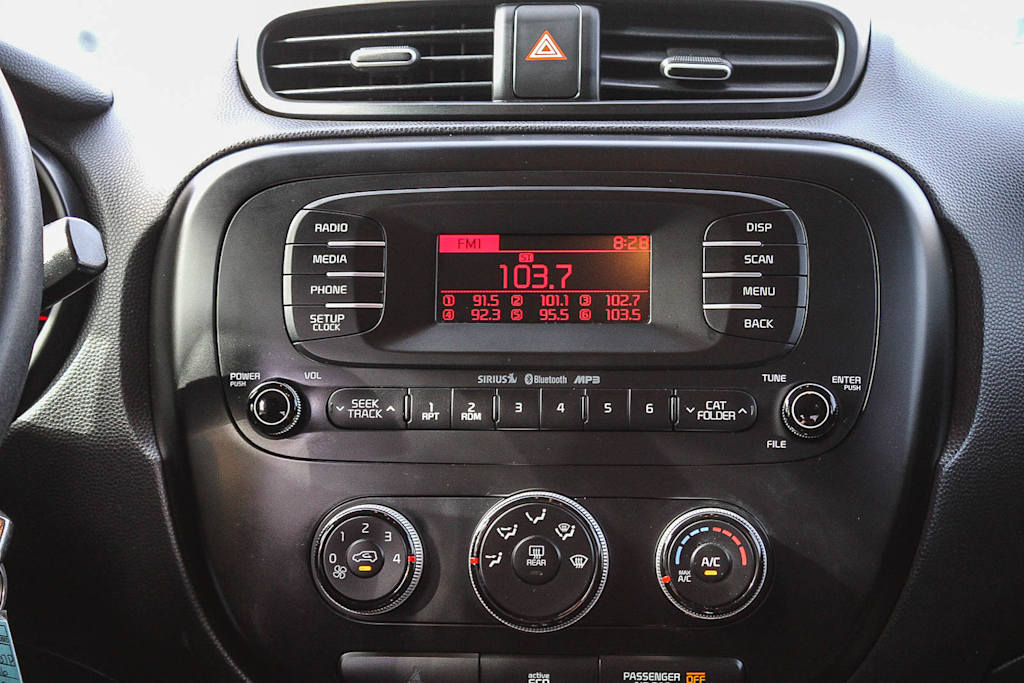 RADIO
MEDIA
PHONE
SETUP
CLOCK
FM1 8:28
ST
103.7
1 91.5 2 101.1 3 102.7
4 92.3 5 95.5 6 103.5
DISP
SCAN
MENU
BACK
POWER
PUSH
VOL
SIRIUS Bluetooth MP3
TUNE
ENTER
PUSH
SEEK
TRACK
1
RPT
2
RDM
3 4 5 6
CAT
FOLDER
FILE
0 1 2 3 4
REAR
A/C
MAX
A/C
active
PASSENGER
OFF